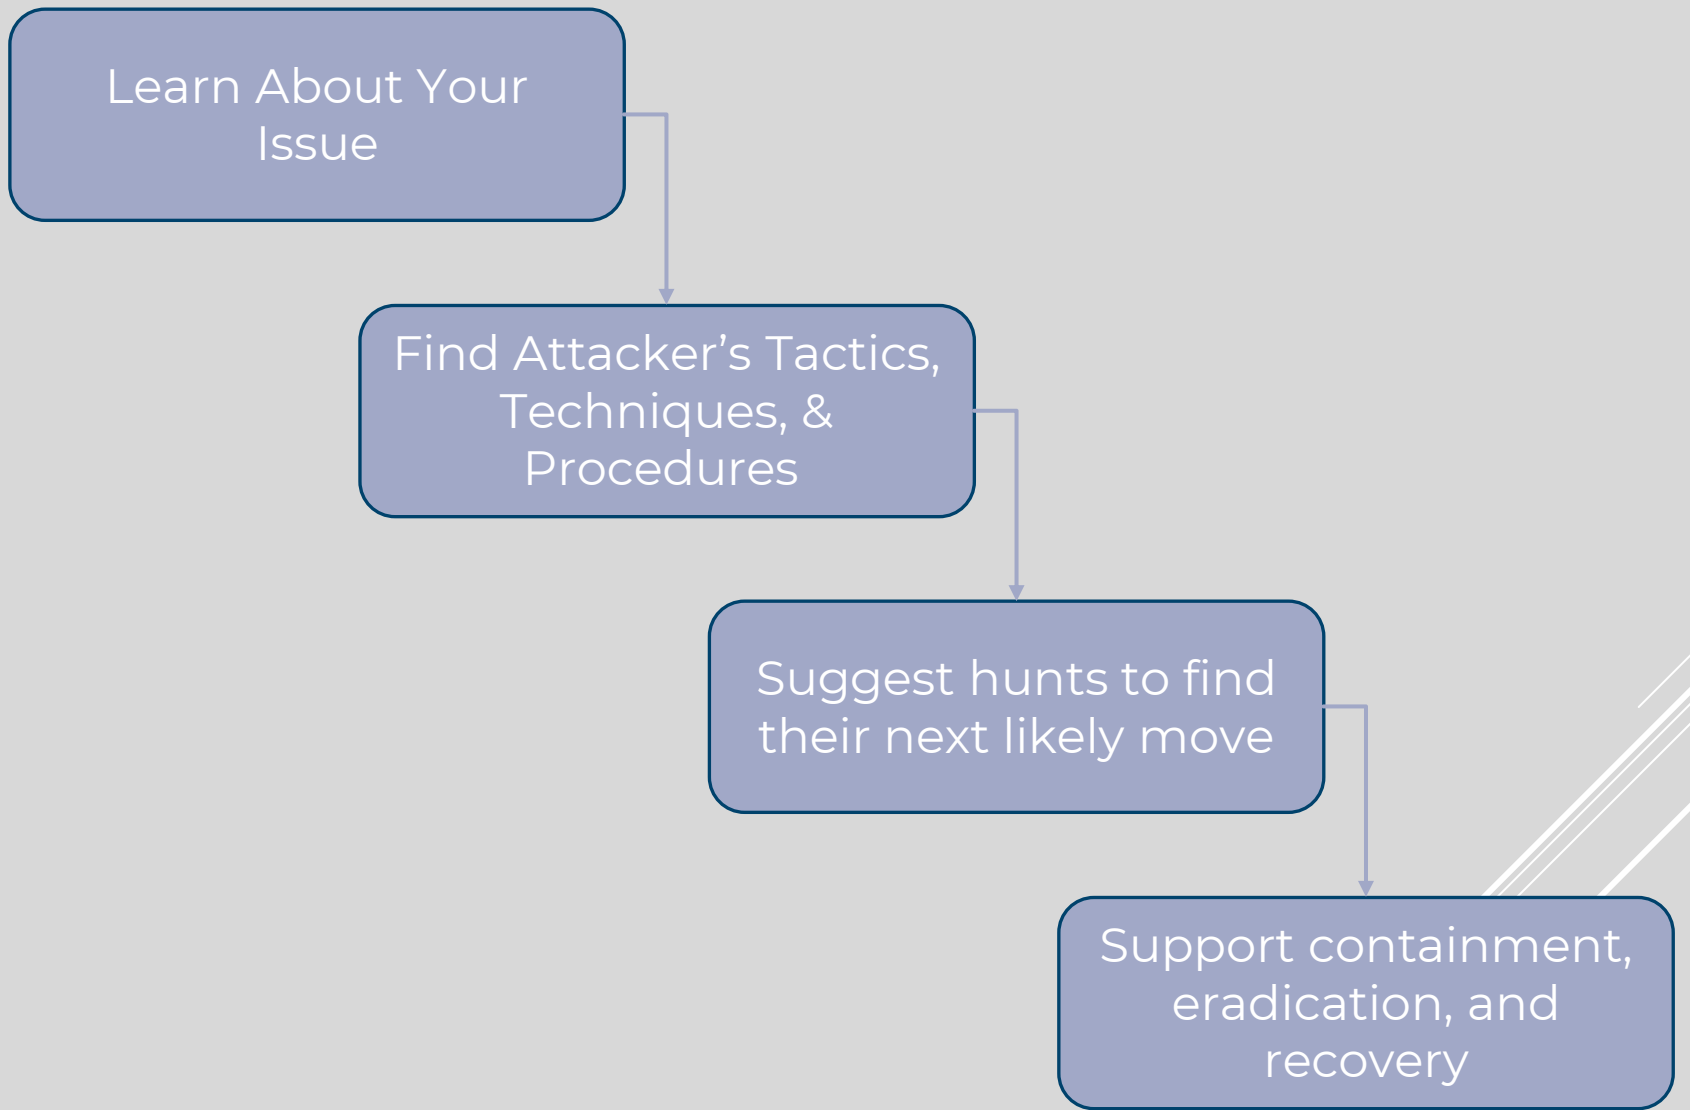 Learn About Your
Issue
Find Attacker’s Tactics,
Techniques, &
Procedures
Suggest hunts to find
their next likely move
Support containment,
eradication, and
recovery